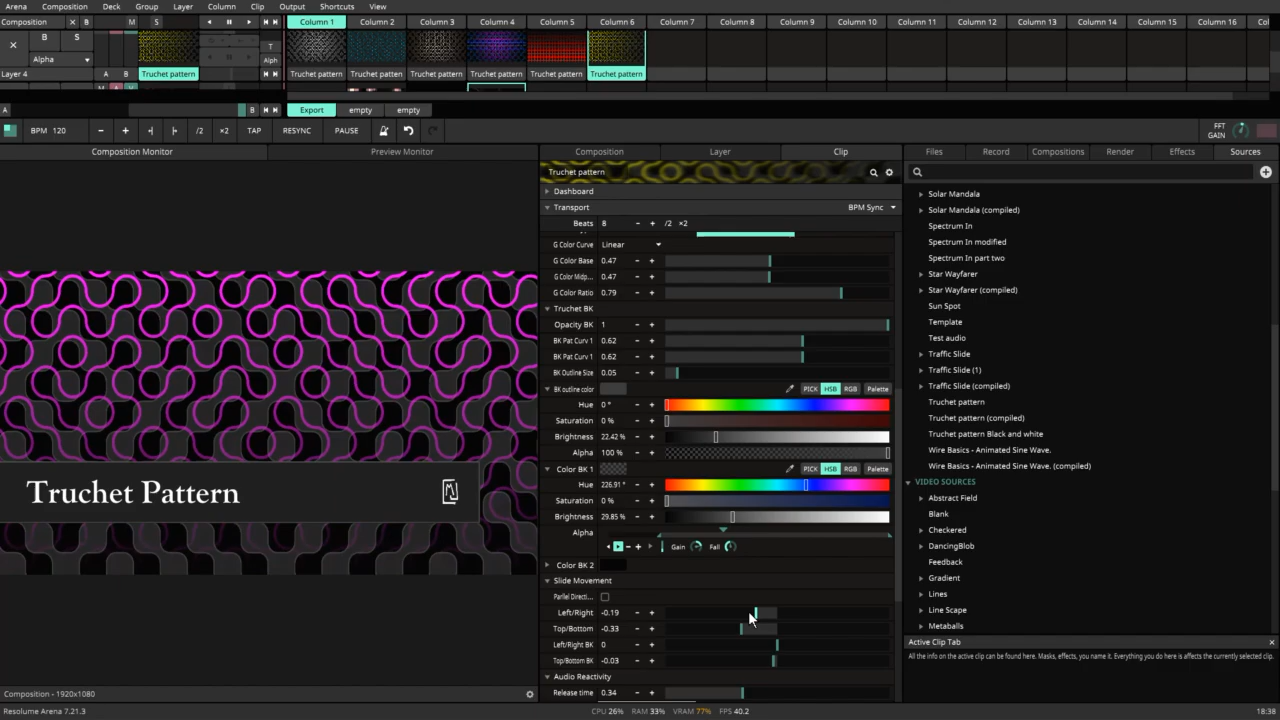 Arena Composition Deck Group Layer Column Clip Output Shortcuts View
Composition X B M S Column 1 Column 2 Column 3 Column 4 Column 5 Column 6 Column 7 Column 8 Column 9 Column 10 Column 11 Column 12 Column 13 Column 14 Column 15 Column 16 Col
B S
T
Alpha Alph
Layer 4 A B Truchet pattern Truchet pattern Truchet pattern Truchet pattern Truchet pattern Truchet pattern Truchet pattern
A B Export empty empty
BPM 120 /2 ×2 TAP RESYNC PAUSE FFT GAIN
Composition Monitor Preview Monitor Composition Layer Clip Files Record Compositions Render Effects Sources
Truchet pattern
Dashboard
Transport BPM Sync
Beats 8 - + /2 ×2
G Color Curve Linear
G Color Base 0.47 - +
G Color Midp... 0.47 - +
G Color Ratio 0.79 - +
Truchet BK
Opacity BK 1 - +
BK Pat Curv 1 0.62 - +
BK Pat Curv 1 0.62 - +
BK Outline Size 0.05 - +
BK outline color PICK HSB RGB Palette
Hue 0 °
Saturation 0 %
Brightness 22.42 %
Alpha 100 %
Color BK 1 PICK HSB RGB Palette
Hue 226.91 °
Saturation 0 %
Brightness 29.85 %
Alpha
Gain Fall
Color BK 2
Slide Movement
Parllel Directi...
Left/Right -0.19 - +
Top/Bottom -0.33 - +
Left/Right BK 0 - +
Top/Bottom BK -0.03 - +
Audio Reactivity
Release time 0.34 - +
Solar Mandala
Solar Mandala (compiled)
Spectrum In
Spectrum In modified
Spectrum In part two
Star Wayfarer
Star Wayfarer (compiled)
Sun Spot
Template
Test audio
Traffic Slide
Traffic Slide (1)
Traffic Slide (compiled)
Truchet pattern
Truchet pattern (compiled)
Truchet pattern Black and white
Wire Basics - Animated Sine Wave.
Wire Basics - Animated Sine Wave. (compiled)
VIDEO SOURCES
Abstract Field
Blank
Checkered
DancingBlob
Feedback
Gradient
Lines
Line Scape
Metaballs
Active Clip Tab
All the info on the active clip can be found here. Masks, effects, you name it. Everything you do here is affects the currently selected clip.
Truchet Pattern
Composition - 1920x1080
Resolume Arena 7.21.3 CPU 26% RAM 33% VRAM 77% FPS 40.2 18:38